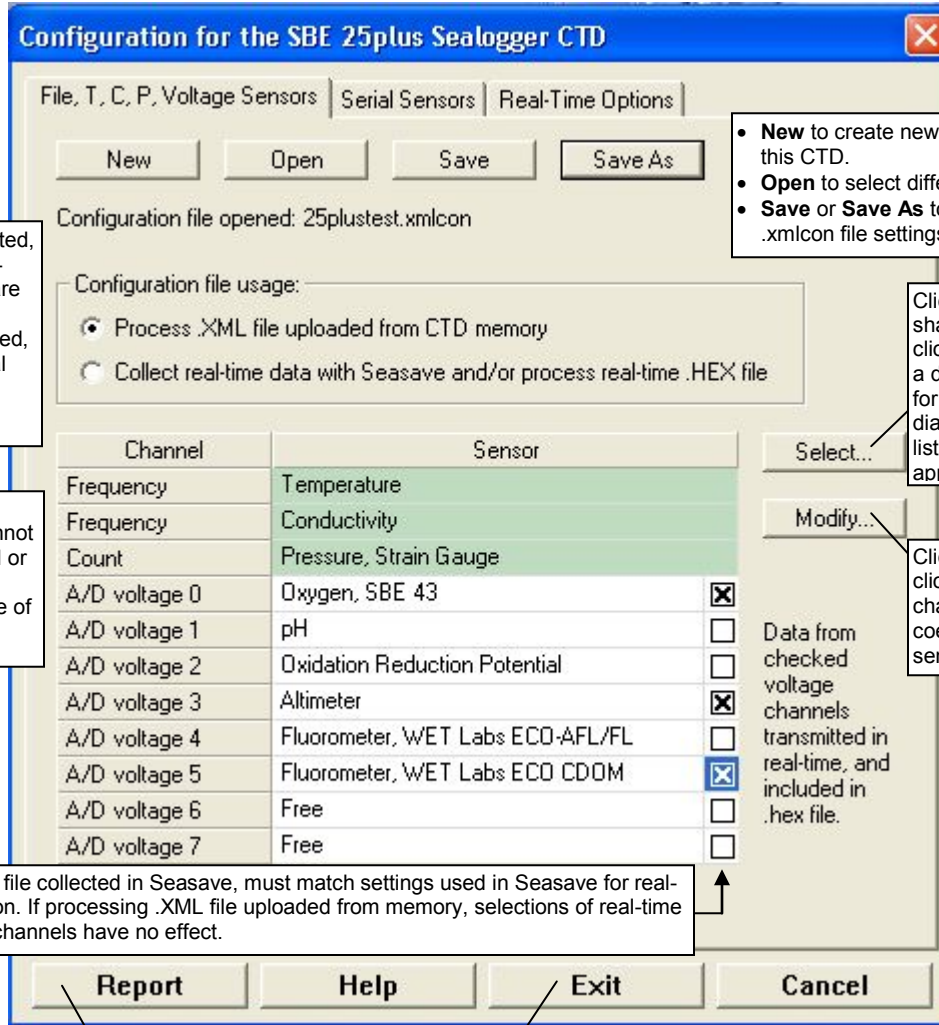 Configuration for the SBE 25plus Sealogger CTD
File, T, C, P, Voltage Sensors
Serial Sensors
Real-Time Options
New
Open
Save
Save As
• New to create new
this CTD.
• Open to select
• Save or Save As
.xmlcon file
Configuration file opened: 25plustest.xmlcon
Configuration file usage:
Process .XML file uploaded from CTD memory
Collect real-time data with Seasave and/or process real-time .HEX file
Channel
Sensor
Frequency
Temperature
Frequency
Conductivity
Count
Pressure, Strain Gauge
A/D voltage 0
Oxygen, SBE 43
A/D voltage 1
pH
A/D voltage 2
Oxidation Reduction Potential
A/D voltage 3
Altimeter
A/D voltage 4
Fluorometer, WET Labs ECO-AFL/FL
A/D voltage 5
Fluorometer, WET Labs ECO CDOM
A/D voltage 6
Free
A/D voltage 7
Free
Select...
Modify...
Data from
checked
voltage
channels
transmitted in
real-time, and
included in
.hex file.
for
list
or
of
file collected in Seasave, must match settings used in Seasave for real-
on. If processing .XML file uploaded from memory, selections of real-time
channels have no effect.
Report
Help
Exit
Cancel